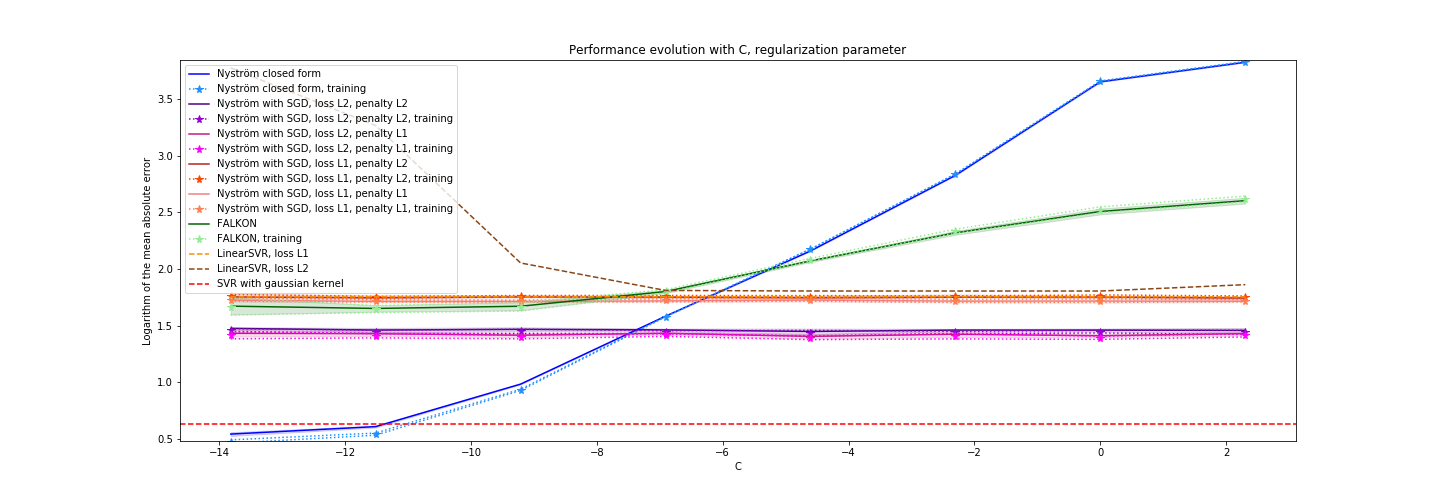 Performance evolution with C, regularization parameter
Logarithm of the mean absolute error
3.5
3.0
2.5
2.0
1.5
1.0
0.5
Nyström closed form
Nyström closed form, training
Nyström with SGD, loss L2, penalty L2
Nyström with SGD, loss L2, penalty L2, training
Nyström with SGD, loss L2, penalty L1
Nyström with SGD, loss L2, penalty L1, training
Nyström with SGD, loss L1, penalty L2
Nyström with SGD, loss L1, penalty L2, training
Nyström with SGD, loss L1, penalty L1
Nyström with SGD, loss L1, penalty L1, training
FALKON
FALKON, training
LinearSVR, loss L1
LinearSVR, loss L2
SVR with gaussian kernel
−14 −12 −10 −8 −6 −4 −2 0 2
C